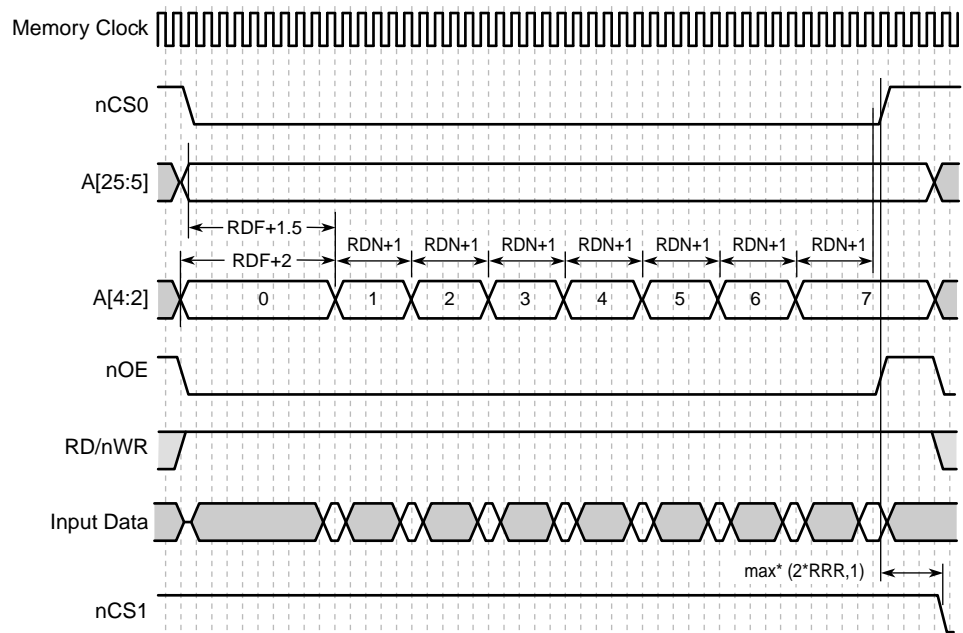 Memory Clock
nCS0
A[25:5]
RDF+1.5
RDF+2
RDN+1 RDN+1 RDN+1 RDN+1 RDN+1 RDN+1 RDN+1
A[4:2]
0 1 2 3 4 5 6 7
nOE
RD/nWR
Input Data
max* (2*RRR,1)
nCS1